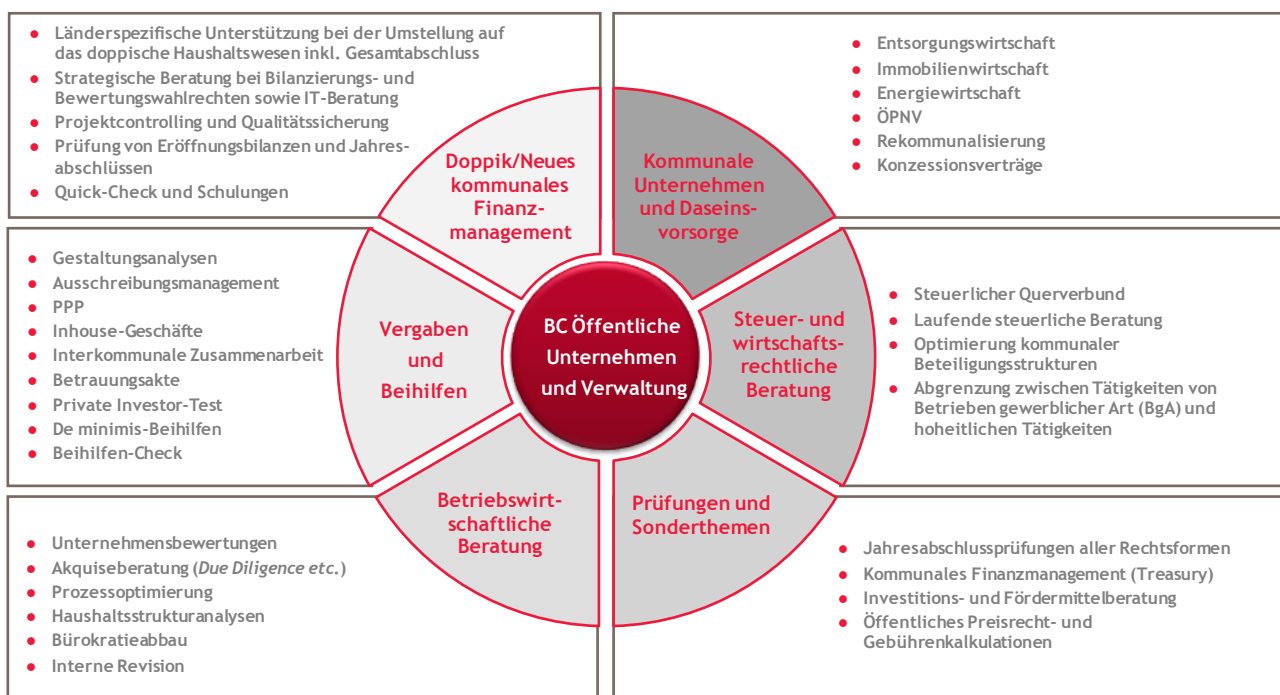 ● Länderspezifische Unterstützung bei der Umstellung auf
das doppische Haushaltswesen inkl. Gesamtabschluss
● Strategische Beratung bei Bilanzierungs- und
Bewertungswahlrechten sowie IT-Beratung
● Projektcontrolling und Qualitätssicherung
● Prüfung von Eröffnungsbilanzen und Jahres-
abschlüssen
● Quick-Check und Schulungen
Doppik/Neues
kommunales
Finanz-
management
Kommunale
Unternehmen
und Daseins-
vorsorge
● Entsorgungswirtschaft
● Immobilienwirtschaft
● Energiewirtschaft
● ÖPNV
● Rekommunalisierung
● Konzessionsverträge
● Gestaltungsanalysen
● Ausschreibungsmanagement
● PPP
● Inhouse-Geschäfte
● Interkommunale Zusammenarbeit
● Betrauungsakte
● Private Investor-Test
● De minimis-Beihilfen
● Beihilfen-Check
Vergaben
und
Beihilfen
BC Öffentliche
Unternehmen
und Verwaltung
Steuer- und
wirtschafts-
rechtliche
Beratung
● Steuerlicher Querverbund
● Laufende steuerliche Beratung
● Optimierung kommunaler
Beteiligungsstrukturen
● Abgrenzung zwischen Tätigkeiten von
Betrieben gewerblicher Art (BgA) und
hoheitlichen Tätigkeiten
● Unternehmensbewertungen
● Akquiseberatung (Due Diligence etc.)
● Prozessoptimierung
● Haushaltsstrukturanalysen
● Bürokratieabbau
● Interne Revision
Betriebswirt-
schaftliche
Beratung
Prüfungen und
Sonderthemen
● Jahresabschlussprüfungen aller Rechtsformen
● Kommunales Finanzmanagement (Treasury)
● Investitions- und Fördermittelberatung
● Öffentliches Preisrecht- und
Gebührenkalkulationen